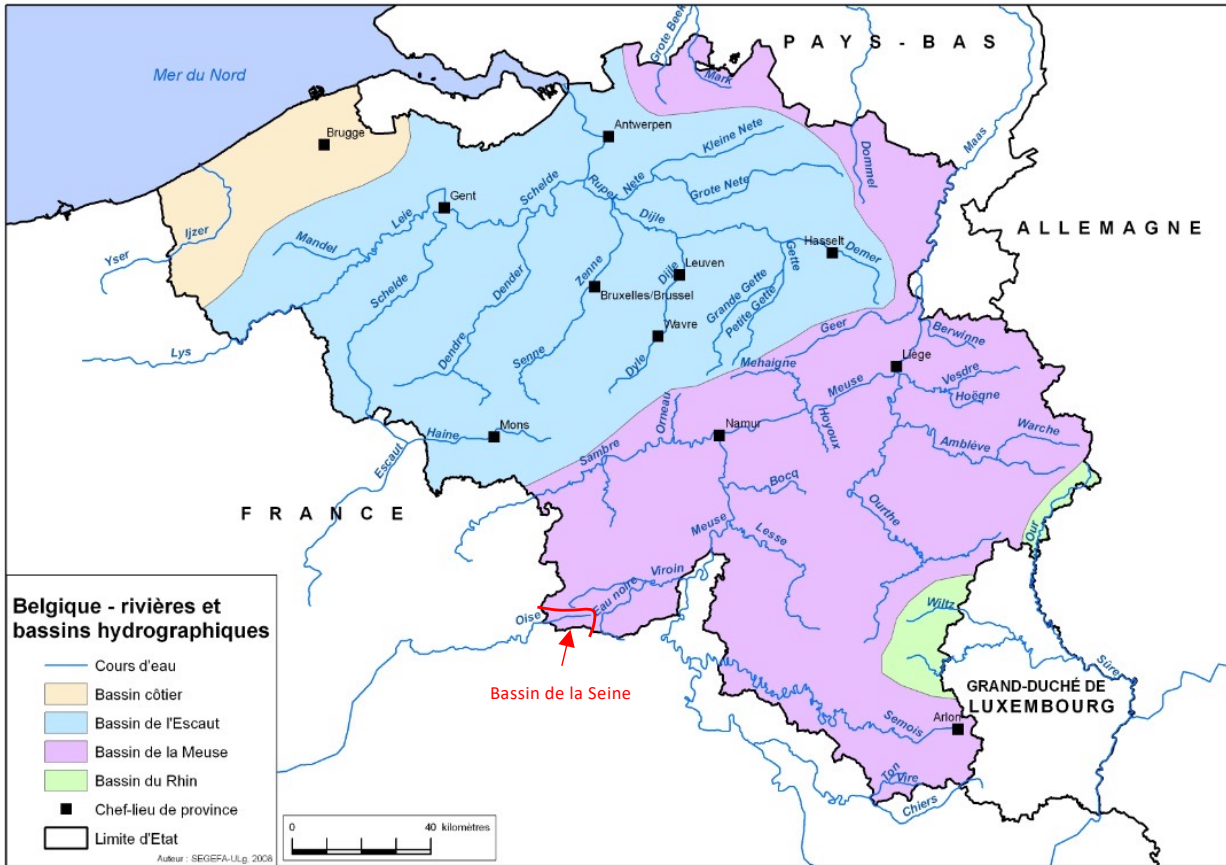 PAYS-BAS
Mer du Nord
Grote Beek
Mark
Brugge
Antwerpen
Kleine Nete
Dommel
Maas
Schelde
Rupel
Nete
Grote Nete
Gent
Leie
Mandel
Ijzer
Yser
Dijle
Hasselt
Demer
Gette
ALLEMAGNE
Schelde
Dender
Zenne
Dijle
Leuven
Bruxelles/Brussel
Grande Gette
Petite Gette
Wavre
Geer
Berwinne
Lys
Dendre
Senne
Dyle
Mehaigne
Liège
Vesdre
Hoëgne
Meuse
Hoyoux
Orneau
Haine
Mons
Namur
Warche
Amblève
Escaut
Sambre
Bocq
FRANCE
Ourthe
Our
Meuse
Lesse
Viroin
Eau noire
Oise
Wiltz
Sûre
Bassin de la Seine
GRAND-DUCHÉ DE
LUXEMBOURG
Arlon
Semois
Ton
Vire
Chiers
Belgique - rivières et
bassins hydrographiques
Cours d'eau
Bassin côtier
Bassin de l'Escaut
Bassin de la Meuse
Bassin du Rhin
Chef-lieu de province
Limite d'Etat
Auteur : SEGEFA-ULg, 2008
0 40 kilomètres